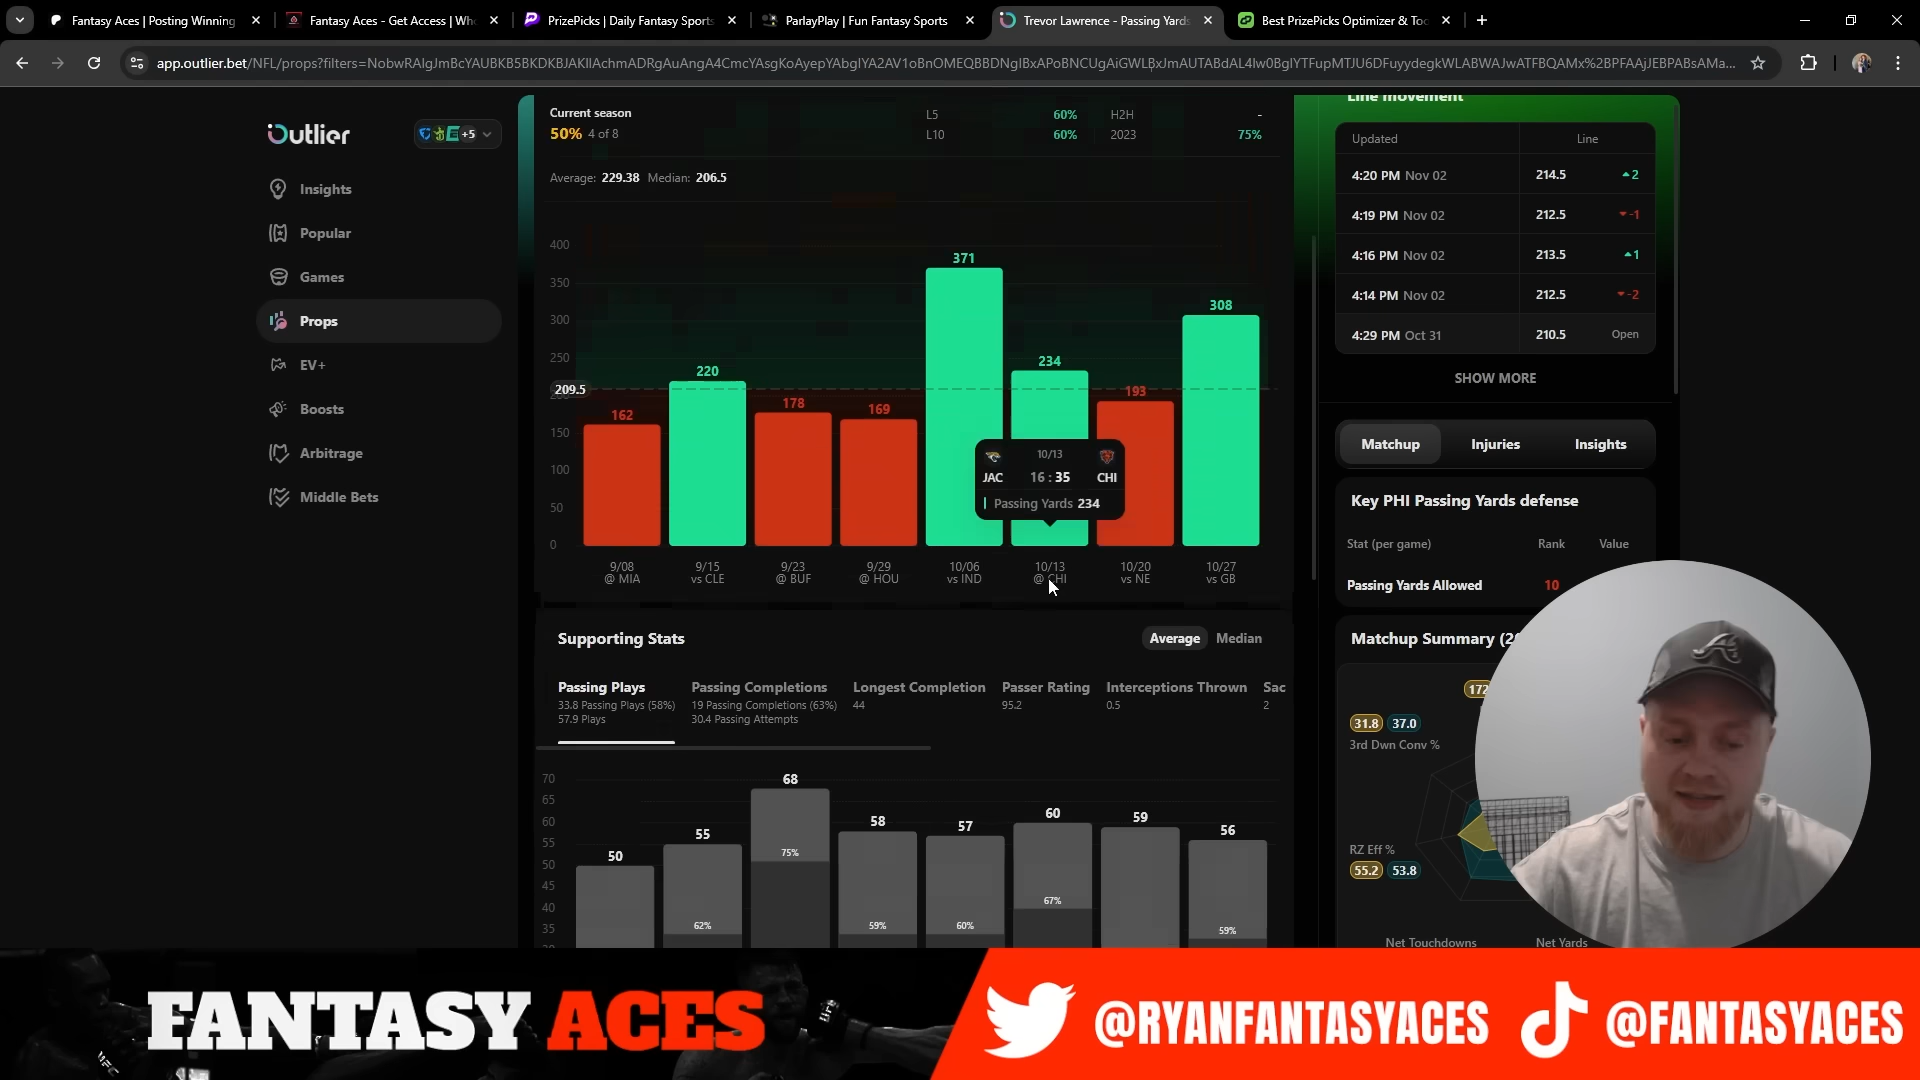 Fantasy Aces | Posting Winning
Fantasy Aces - Get Access | Who
PrizePicks | Daily Fantasy Sports
ParlayPlay | Fun Fantasy Sports
Trevor Lawrence - Passing Yards
Best PrizePicks Optimizer & Too
Outlier
+5
Insights
Popular
Games
Props
EV+
Boosts
Arbitrage
Middle Bets
Current season
50% 4 of 8
L5 60% H2H -
L10 60% 2023 75%
Average: 229.38 Median: 206.5
400
350
300
250
209.5
150
100
50
0
162
220
178
169
371
234
193
308
10/13
JAC 16 : 35 CHI
Passing Yards 234
9/08 9/15 9/23 9/29 10/06 10/13 10/20 10/27
@ MIA vs CLE @ BUF @ HOU vs IND @ CHI vs NE vs GB
Supporting Stats
Average Median
Passing Plays Passing Completions Longest Completion Passer Rating Interceptions Thrown Sac
33.8 Passing Plays (58%) 19 Passing Completions (63%) 44 95.2 0.5 2
57.9 Plays 30.4 Passing Attempts
70
65
60
55
50
45
40
35
50
55
68
58
57
60
59
56
62%
75%
59%
60%
67%
59%
Line movement
Updated Line
4:20 PM Nov 02 214.5 2
4:19 PM Nov 02 212.5 -1
4:16 PM Nov 02 213.5 1
4:14 PM Nov 02 212.5 -2
4:29 PM Oct 31 210.5 Open
SHOW MORE
Matchup Injuries Insights
Key PHI Passing Yards defense
Stat (per game) Rank Value
Passing Yards Allowed 10
Matchup Summary (2
172
31.8 37.0
3rd Dwn Conv %
RZ Eff %
55.2 53.8
Net Touchdowns Net Yards
FANTASY ACES
@RYANFANTASYACES
@FANTASYACES